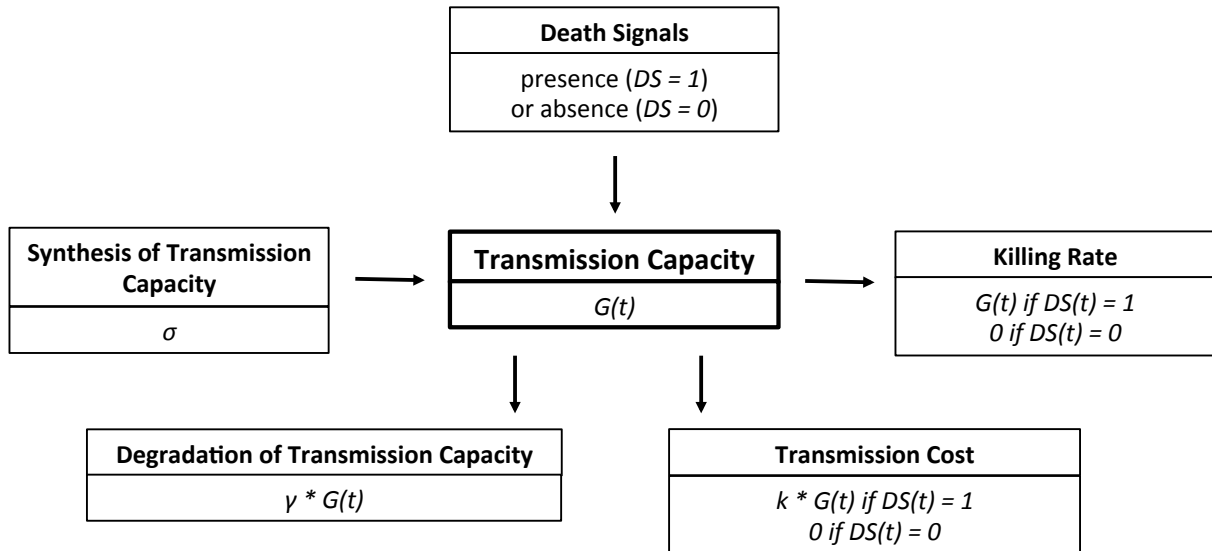 Death Signals
presence (DS = 1)
or absence (DS = 0)
Synthesis of Transmission
Capacity
σ
Transmission Capacity
G(t)
Killing Rate
G(t) if DS(t) = 1
0 if DS(t) = 0
Degradation of Transmission Capacity
γ * G(t)
Transmission Cost
k * G(t) if DS(t) = 1
0 if DS(t) = 0